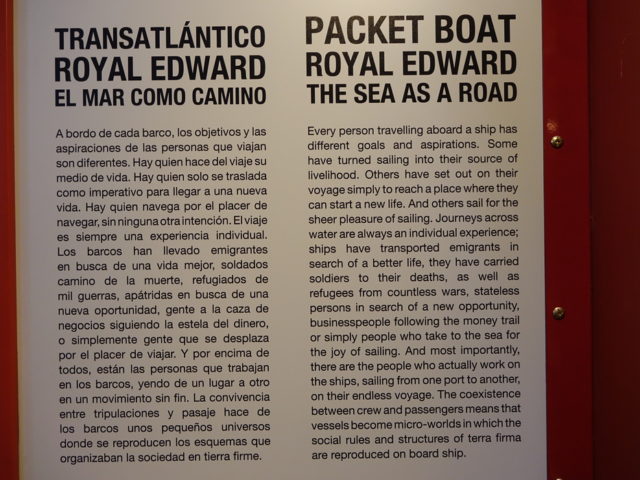 TRANSATLÁNTICO
ROYAL EDWARD
EL MAR COMO CAMINO
A bordo de cada barco, los objetivos y las
aspiraciones de las personas que viajan
son diferentes. Hay quien hace del viaje su
medio de vida. Hay quien solo se traslada
como imperativo para llegar a una nueva
vida. Hay quien navega por el placer de
navegar, sin ninguna otra intención. El viaje
es siempre una experiencia individual.
Los barcos han llevado emigrantes
en busca de una vida mejor, soldados
camino de la muerte, refugiados de
mil guerras, apátridas en busca de una
nueva oportunidad, gente a la caza de
negocios siguiendo la estela del dinero,
o simplemente gente que se desplaza
por el placer de viajar. Y por encima de
todos, están las personas que trabajan
en los barcos, yendo de un lugar a otro
en un movimiento sin fin. La convivencia
entre tripulaciones y pasaje hace de
los barcos unos pequeños universos
donde se reproducen los esquemas que
organizaban la sociedad en tierra firme.
PACKET BOAT
ROYAL EDWARD
THE SEA AS A ROAD
Every person travelling aboard a ship has
different goals and aspirations. Some
have turned sailing into their source of
livelihood. Others have set out on their
voyage simply to reach a place where they
can start a new life. And others sail for the
sheer pleasure of sailing. Journeys across
water are always an individual experience;
ships have transported emigrants in
search of a better life, they have carried
soldiers to their deaths, as well as
refugees from countless wars, stateless
persons in search of a new opportunity,
businesspeople following the money trail
or simply people who take to the sea for
the joy of sailing. And most importantly,
there are the people who actually work on
the ships, sailing from one port to another,
on their endless voyage. The coexistence
between crew and passengers means that
vessels become micro-worlds in which the
social rules and structures of terra firma
are reproduced on board ship.